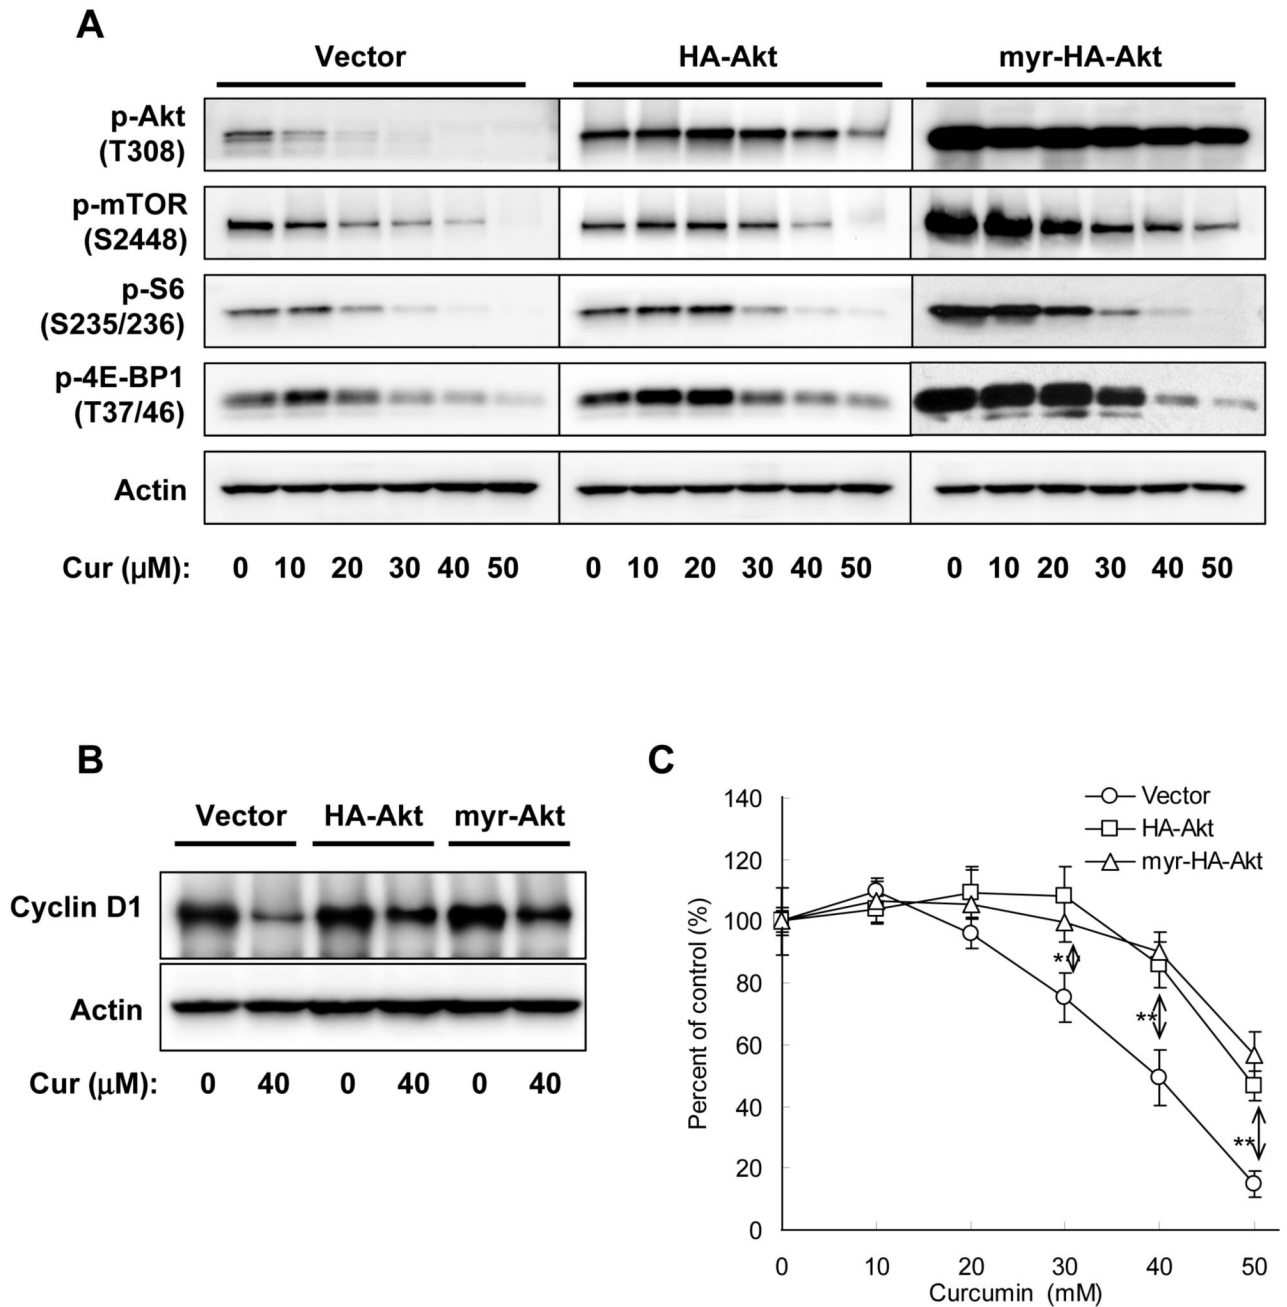 A
Vector HA-Akt myr-HA-Akt
p-Akt
(T308)
p-mTOR
(S2448)
p-S6
(S235/236)
p-4E-BP1
(T37/46)
Actin
Cur (µM): 0 10 20 30 40 50 0 10 20 30 40 50 0 10 20 30 40 50
B
Vector HA-Akt myr-Akt
Cyclin D1
Actin
Cur (µM): 0 40 0 40 0 40
C
Vector
HA-Akt
myr-HA-Akt
Percent of control (%)
140
120
100
80
60
40
20
0
*
**
**
0 10 20 30 40 50
Curcumin (mM)